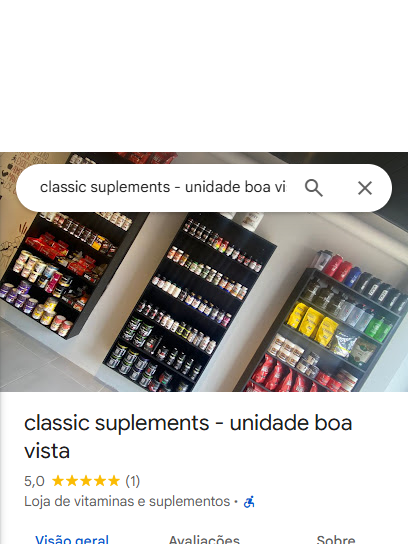 classic suplements - unidade boa vi
classic suplements - unidade boa
vista
5,0 ★★★★★ (1)
Loja de vitaminas e suplementos ·
Visão geral Avaliações Sobre